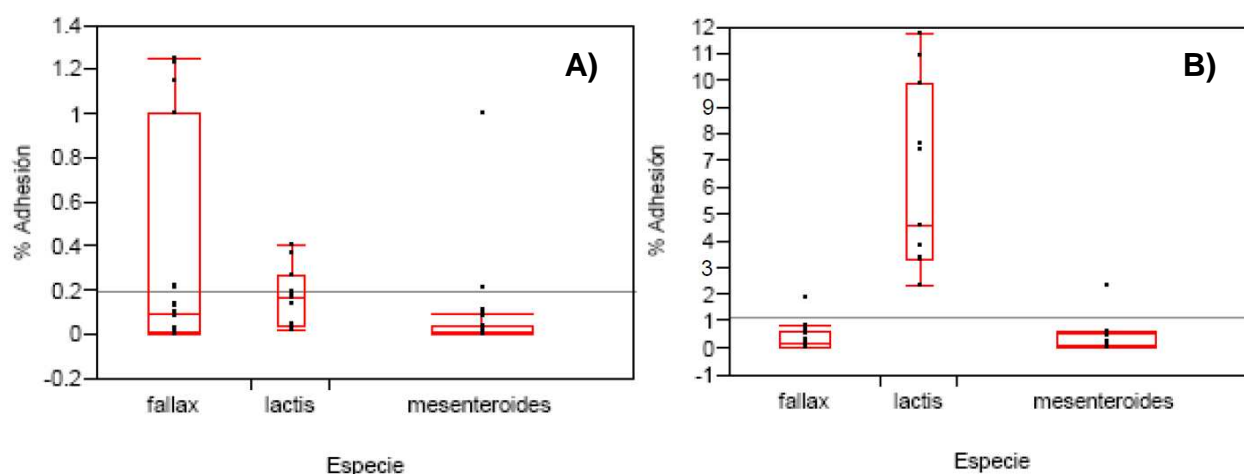 A)
% Adhesión
1.4
1.2
1
0.8
0.6
0.4
0.2
0
-0.2
fallax
lactis
mesenteroides
Especie
B)
% Adhesión
12
11
10
9
8
7
6
5
4
3
2
1
0
-1
fallax
lactis
mesenteroides
Especie